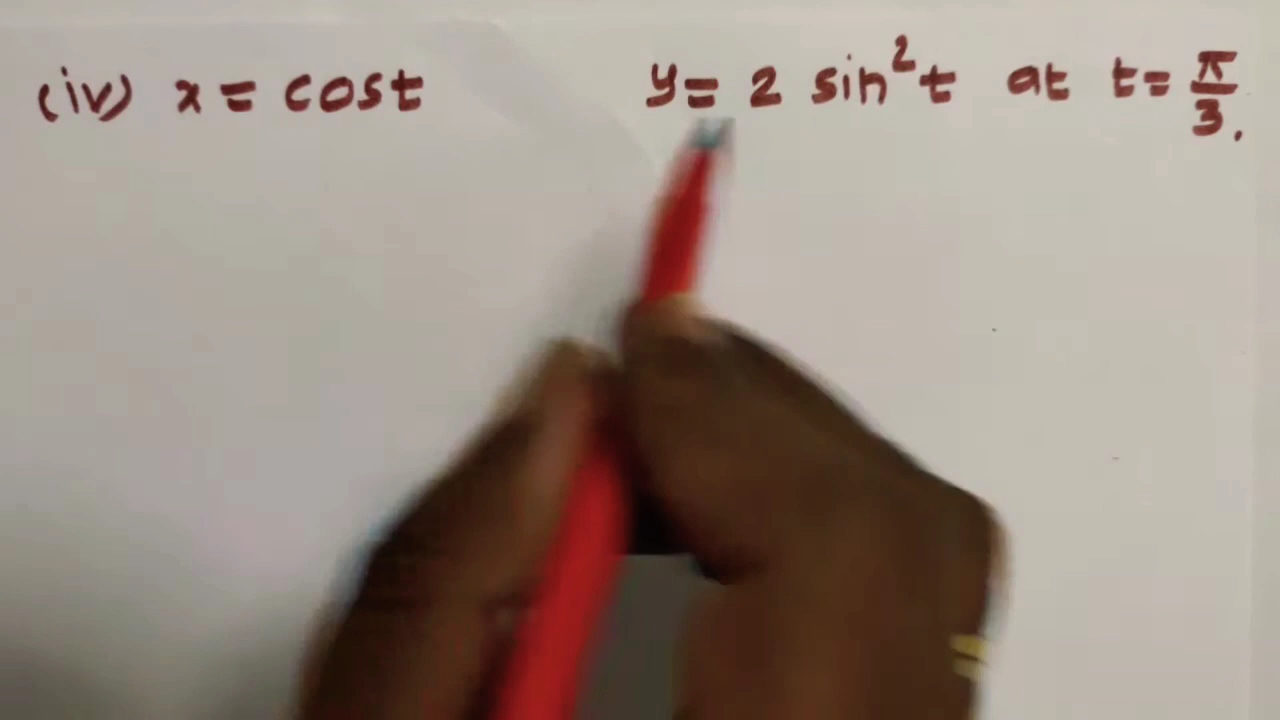 (iv) x = cost y = 2 sin²t at t = π/3.